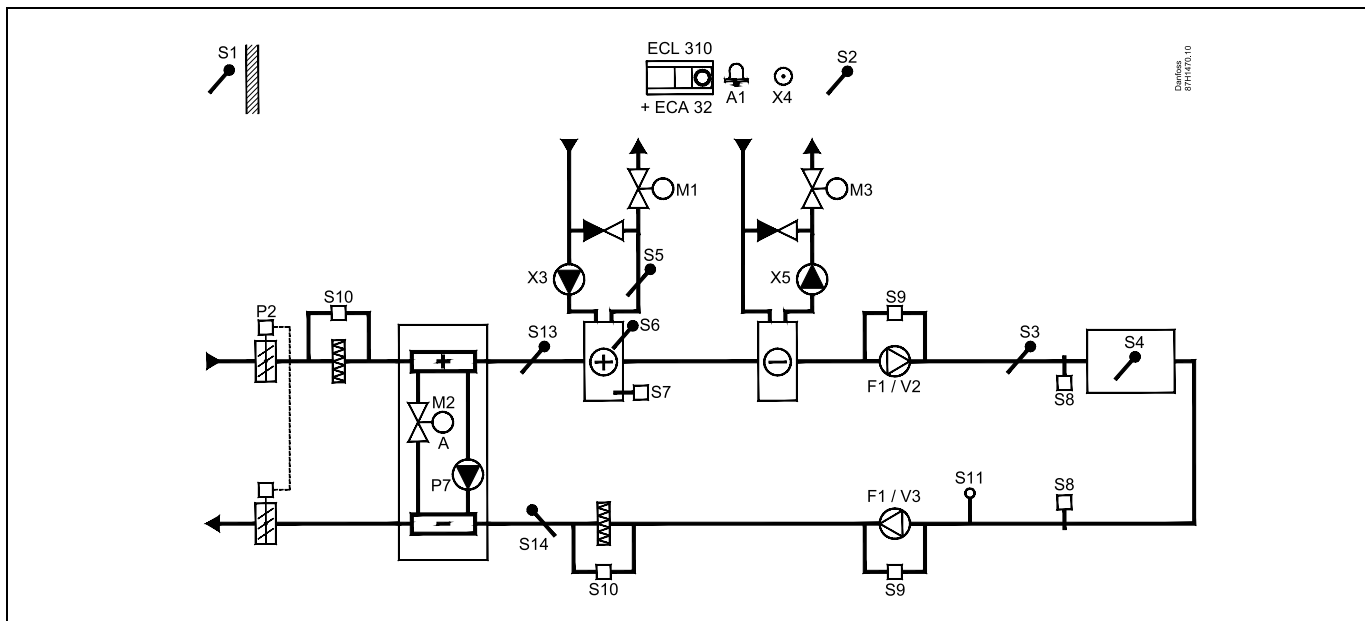 S1
ECL 310
+ ECA 32
A1
X4
S2
Danfoss
87H1470.10
M1
M3
S5
X3
X5
P2
S10
S13
S6
S7
S9
F1 / V2
S3
S8
S4
M2
A
P7
S14
S10
F1 / V3
S9
S11
S8